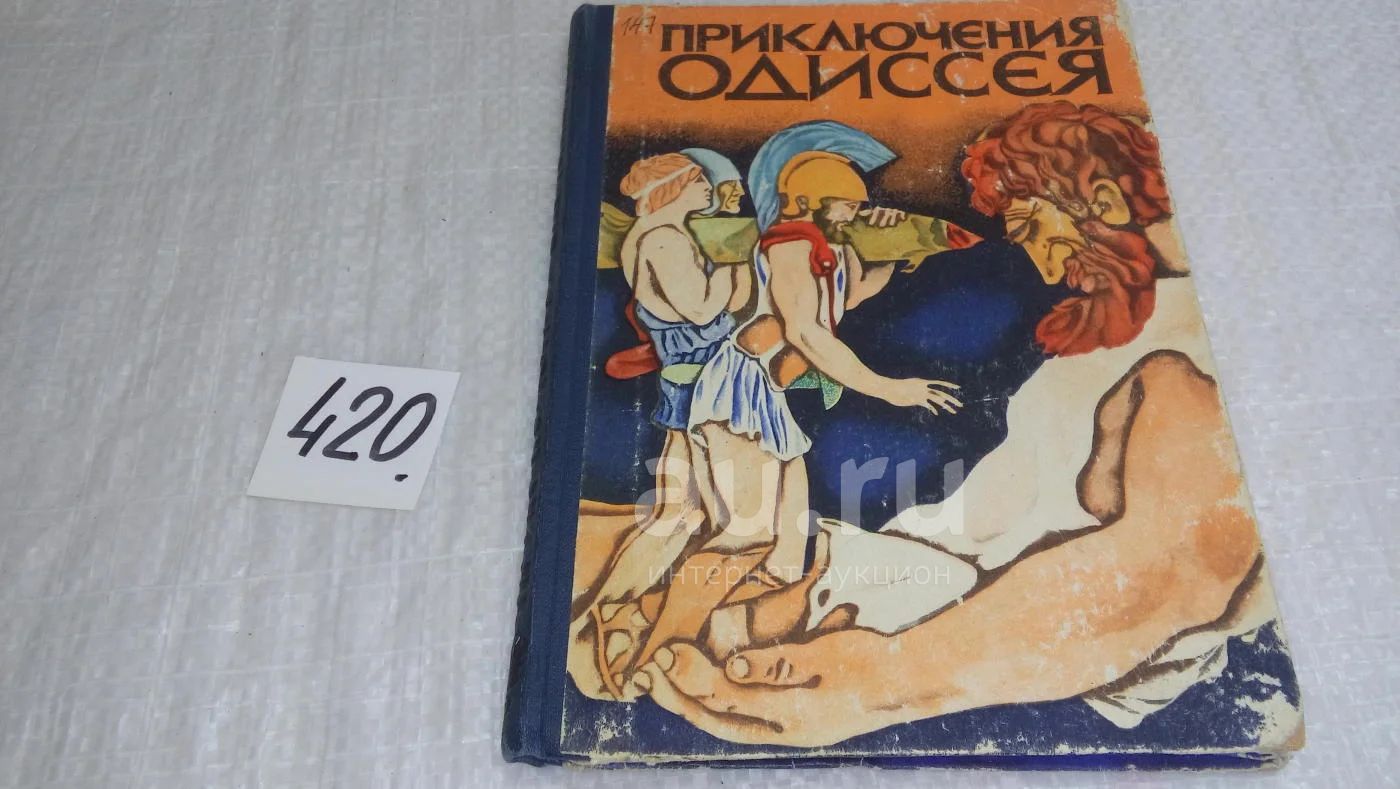 147
ПРИКЛЮЧЕНИЯ
ОДИССЕЯ
420.
au.ru
интернет-аукцион